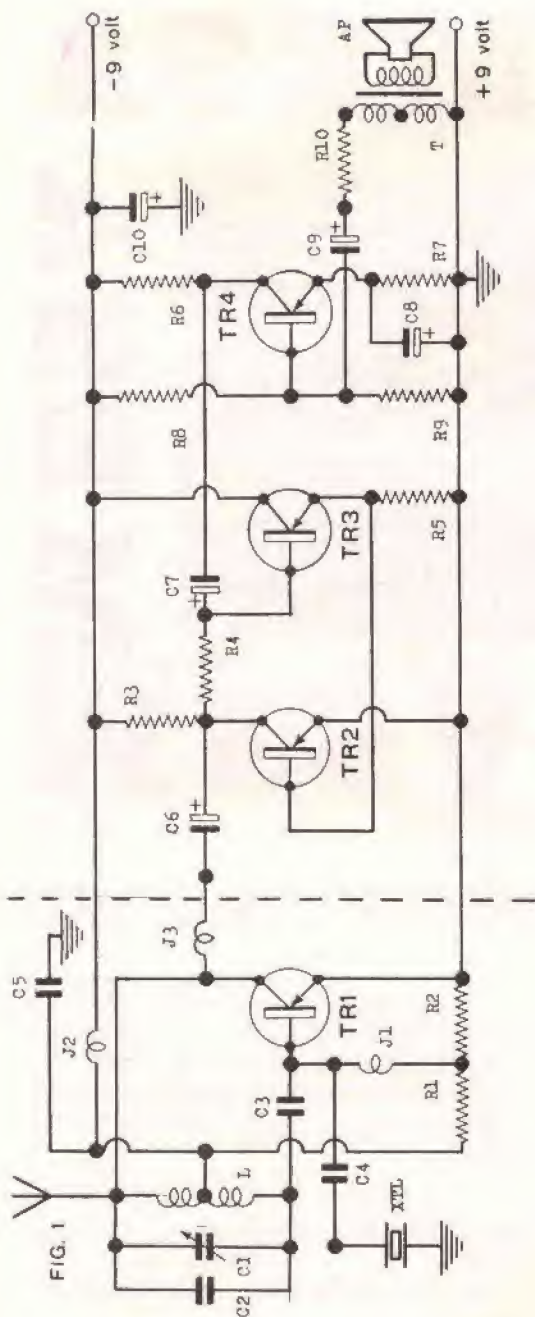 FIG. 1
C2
C1
L
C5
J2
C3
C4
XTL
J1
R1
R2
TR1
J3
C6
+
R3
R4
TR2
C7
+
TR3
R5
R8
R6
TR4
R9
C8
+
R7
C9
+
R10
C10
+
T
AP
-9 volt
+9 volt